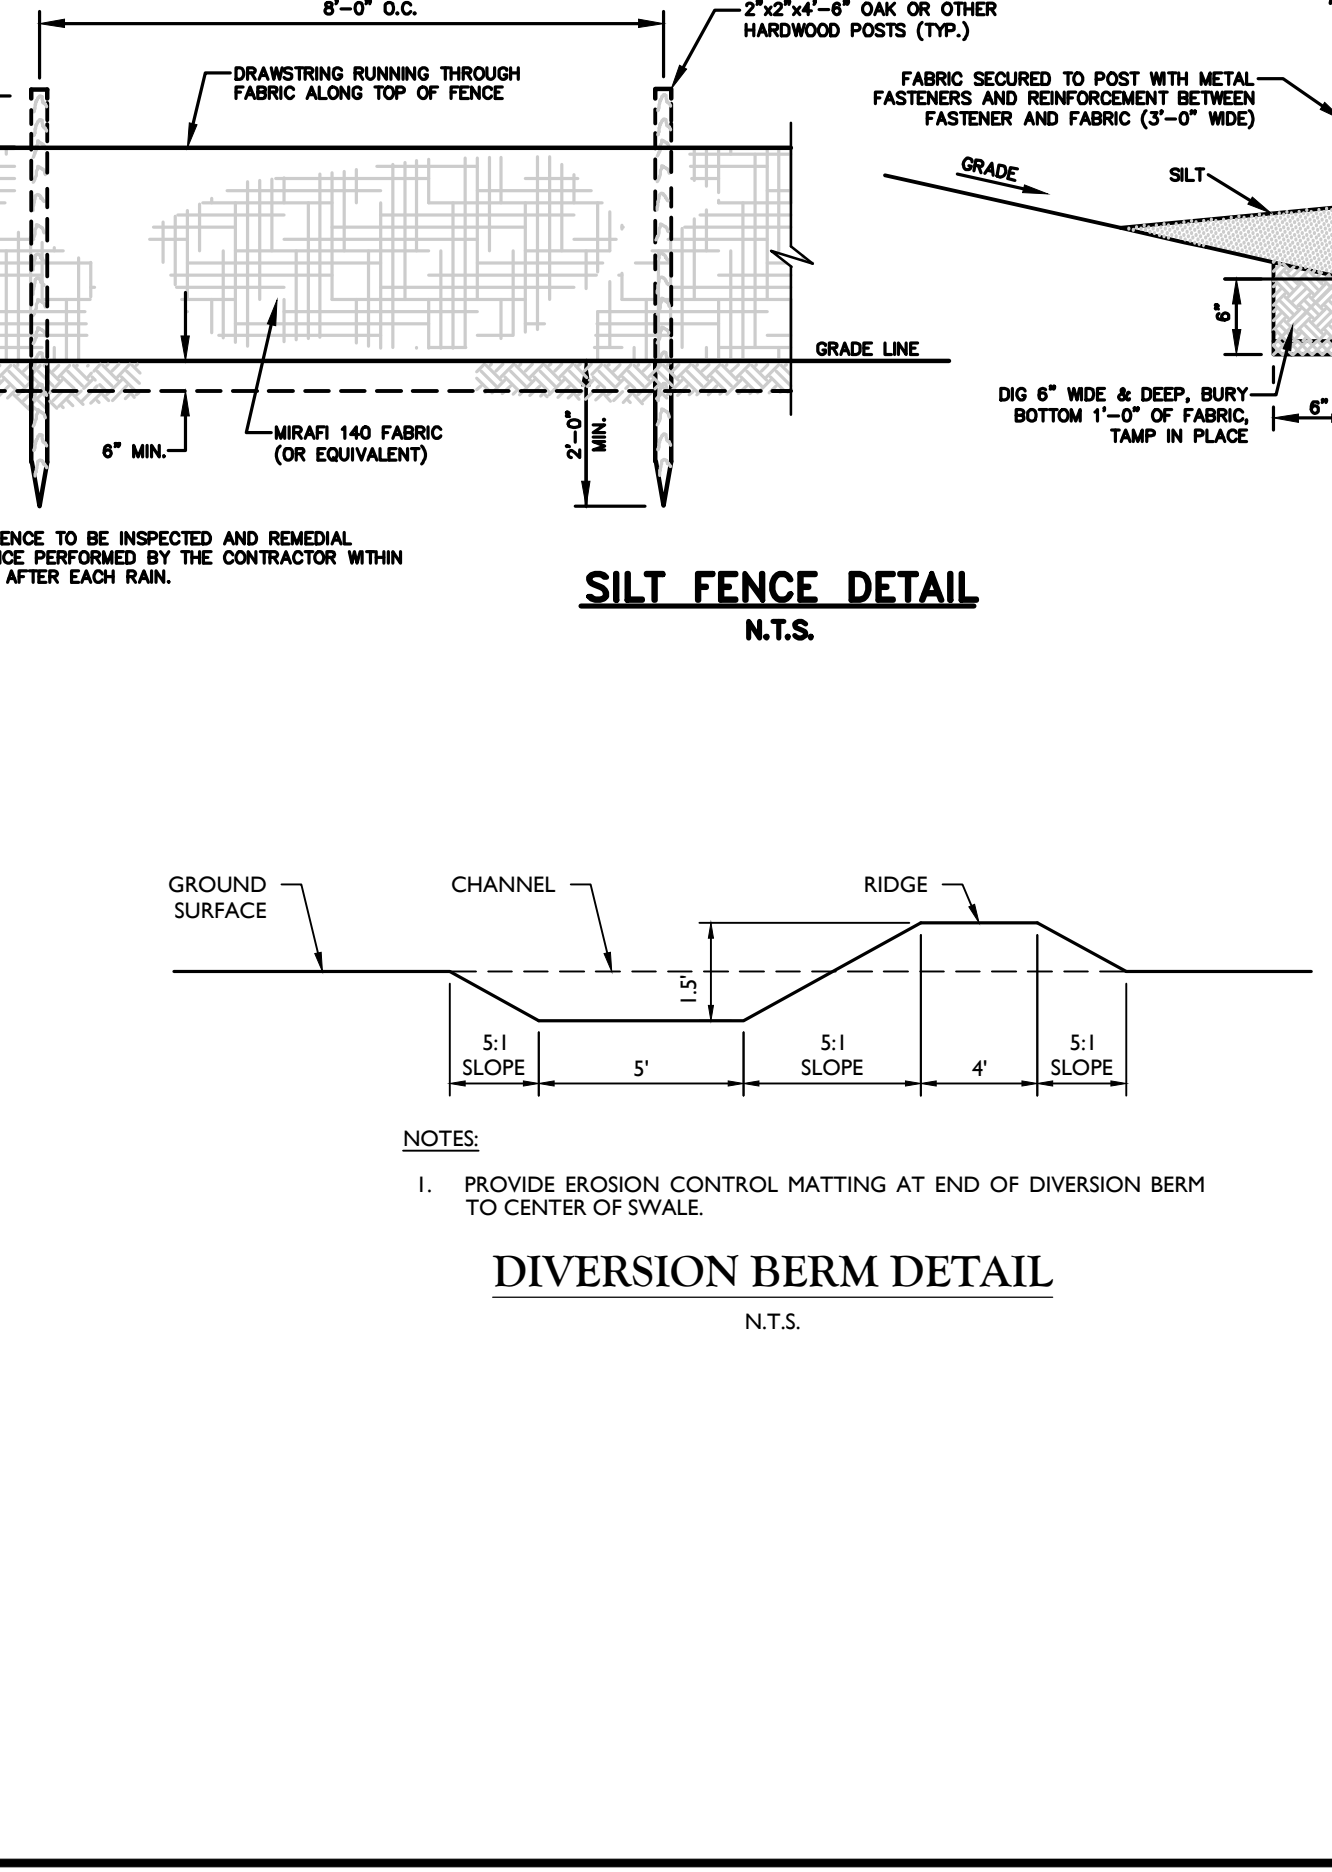 8'-0" O.C.
2"x2"x4'-6" OAK OR OTHER
HARDWOOD POSTS (TYP.)
DRAWSTRING RUNNING THROUGH
FABRIC ALONG TOP OF FENCE
FABRIC SECURED TO POST WITH METAL
FASTENERS AND REINFORCEMENT BETWEEN
FASTENER AND FABRIC (3'-0" WIDE)
GRADE
SILT
6"
GRADE LINE
DIG 6" WIDE & DEEP, BURY
BOTTOM 1'-0" OF FABRIC,
TAMP IN PLACE
6"
6" MIN.
MIRAFI 140 FABRIC
(OR EQUIVALENT)
2'-0"
MIN.
ENCE TO BE INSPECTED AND REMEDIAL
NCE PERFORMED BY THE CONTRACTOR WITHIN
AFTER EACH RAIN.
SILT FENCE DETAIL
N.T.S.
GROUND
SURFACE
CHANNEL
RIDGE
1.5'
5:1
SLOPE
5'
5:1
SLOPE
4'
5:1
SLOPE
NOTES:
1. PROVIDE EROSION CONTROL MATTING AT END OF DIVERSION BERM
TO CENTER OF SWALE.
DIVERSION BERM DETAIL
N.T.S.